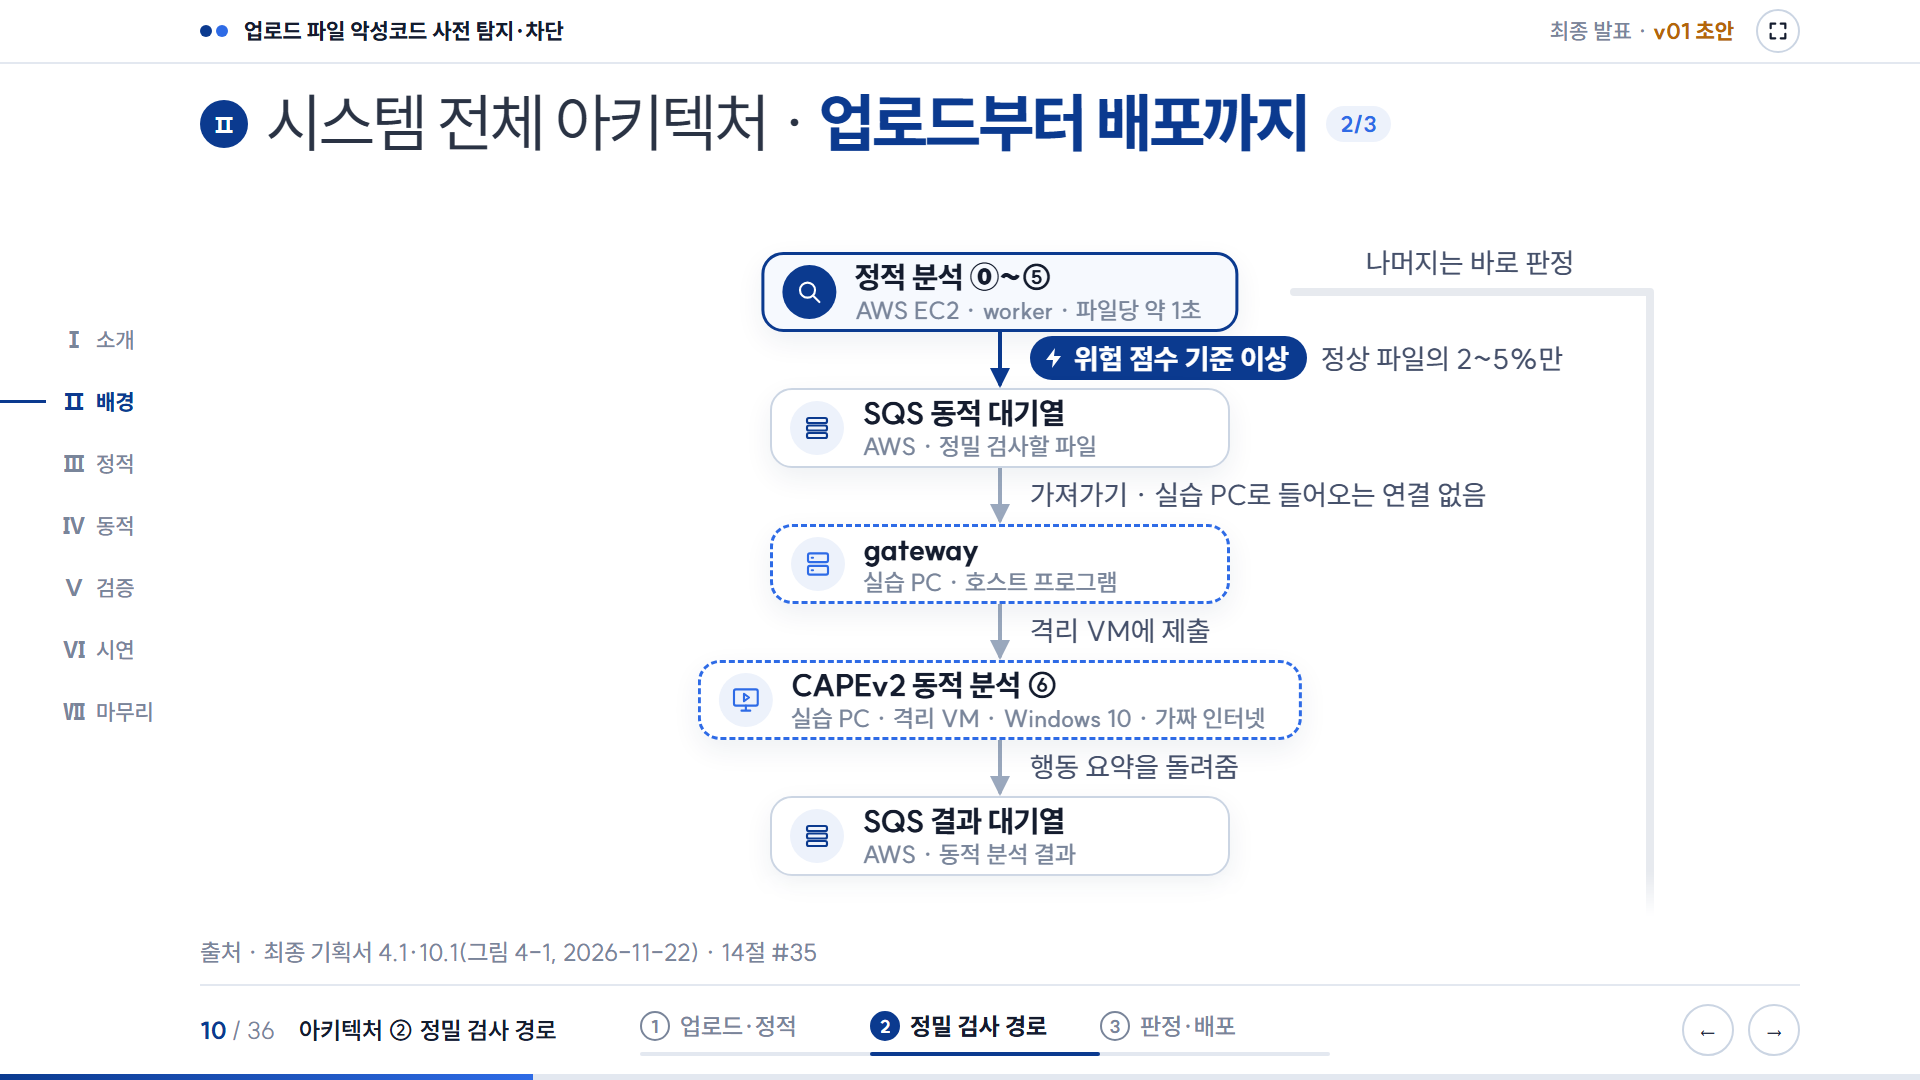 업로드 파일 악성코드 사전 탐지·차단
최종 발표 · v01 초안
Ⅱ 시스템 전체 아키텍처 · 업로드부터 배포까지 2/3
Ⅰ 소개
Ⅱ 배경
Ⅲ 정적
Ⅳ 동적
Ⅴ 검증
Ⅵ 시연
Ⅶ 마무리
나머지는 바로 판정
정적 분석 ⓪~⑤
AWS EC2 · worker · 파일당 약 1초
위험 점수 기준 이상 정상 파일의 2~5%만
SQS 동적 대기열
AWS · 정밀 검사할 파일
가져가기 · 실습 PC로 들어오는 연결 없음
gateway
실습 PC · 호스트 프로그램
격리 VM에 제출
CAPEv2 동적 분석 ⑥
실습 PC · 격리 VM · Windows 10 · 가짜 인터넷
행동 요약을 돌려줌
SQS 결과 대기열
AWS · 동적 분석 결과
출처 · 최종 기획서 4.1·10.1(그림 4-1, 2026-11-22) · 14절 #35
10 / 36 아키텍처 ② 정밀 검사 경로
1 업로드·정적
2 정밀 검사 경로
3 판정·배포
← →